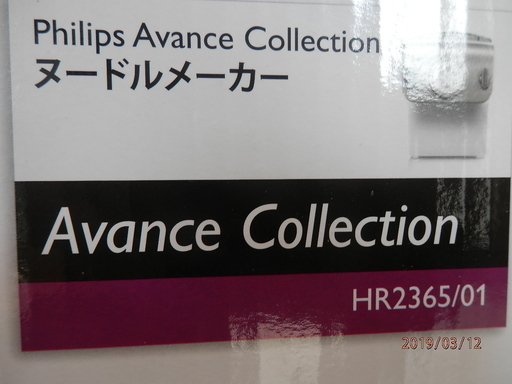 Philips Avance Collection
ヌードルメーカー
Avance Collection
HR2365/01
2019/03/12